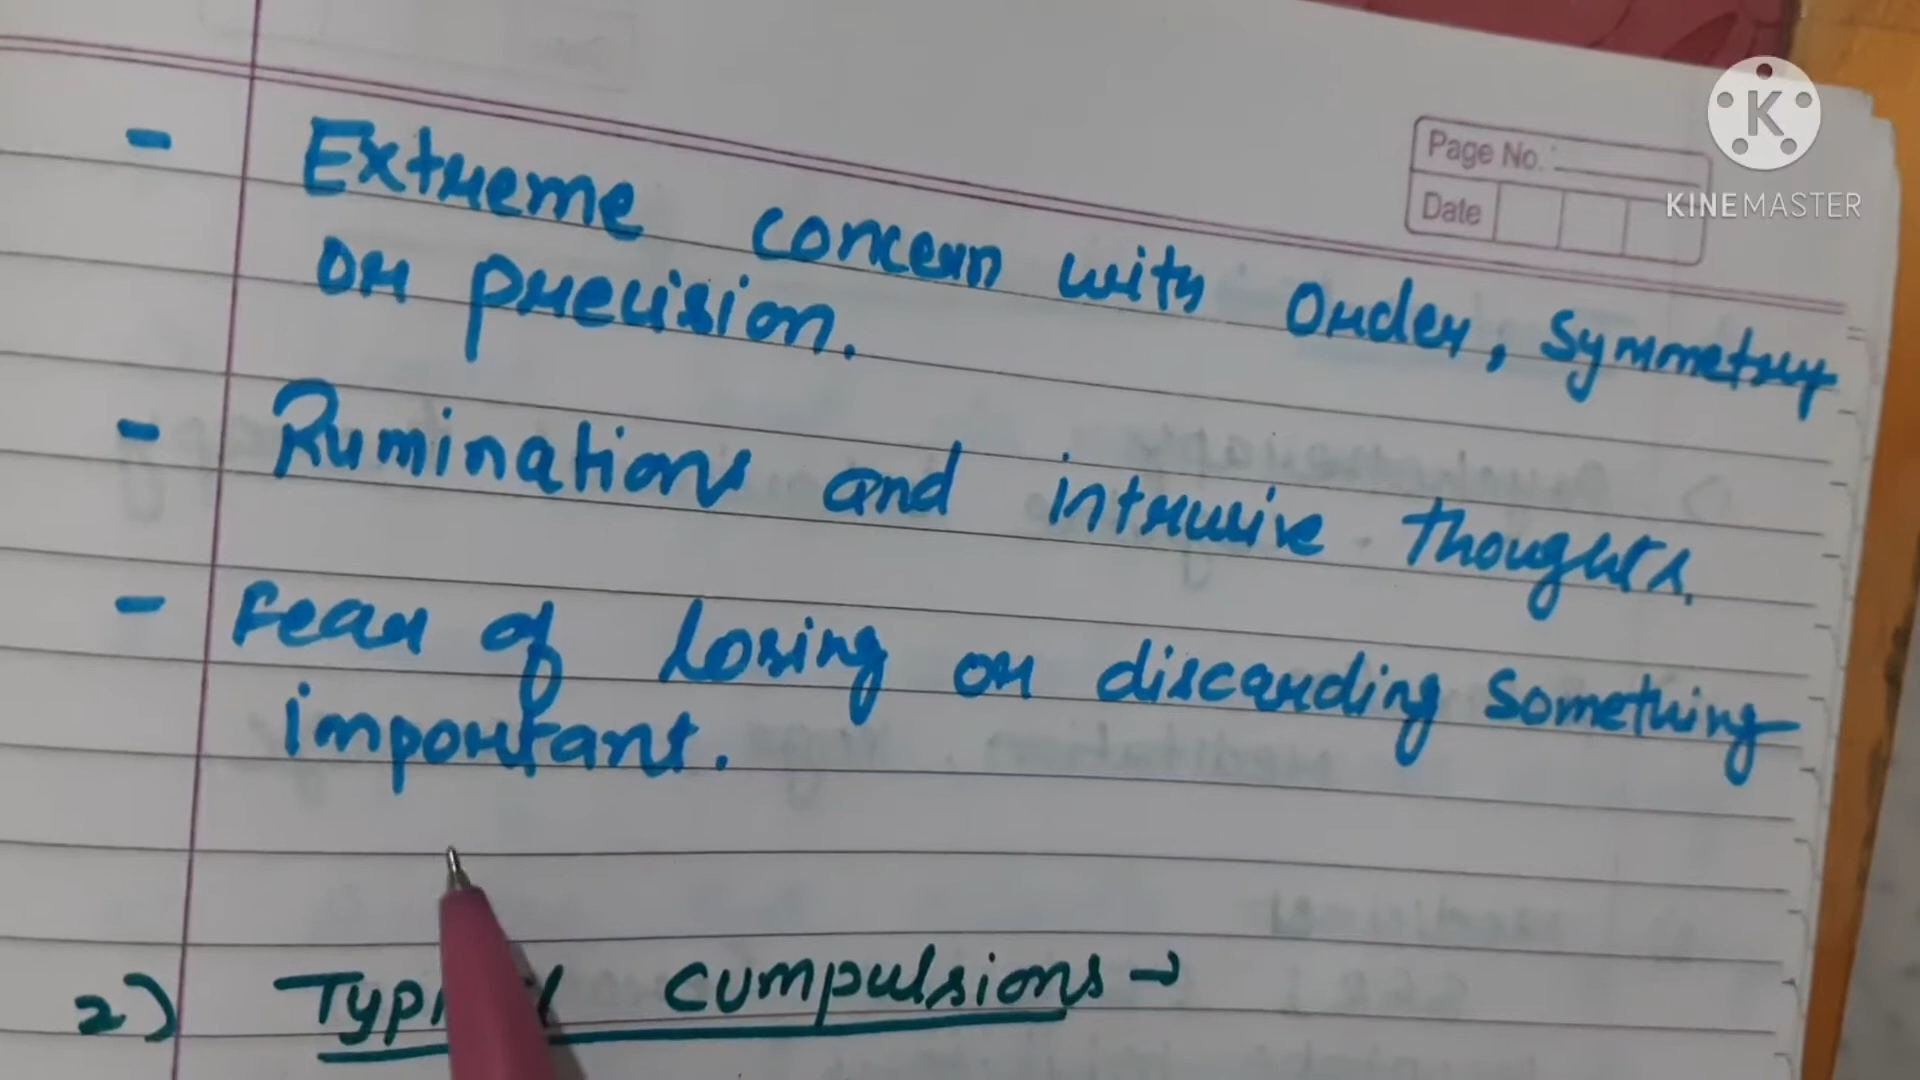 Page No.
Date
KINEMASTER
- Extreme concern with Order, Symmetry
or precision.
- Ruminations and intrusive thoughts.
- Fear of Losing or discarding Something
important.
2) Cumpulsions →